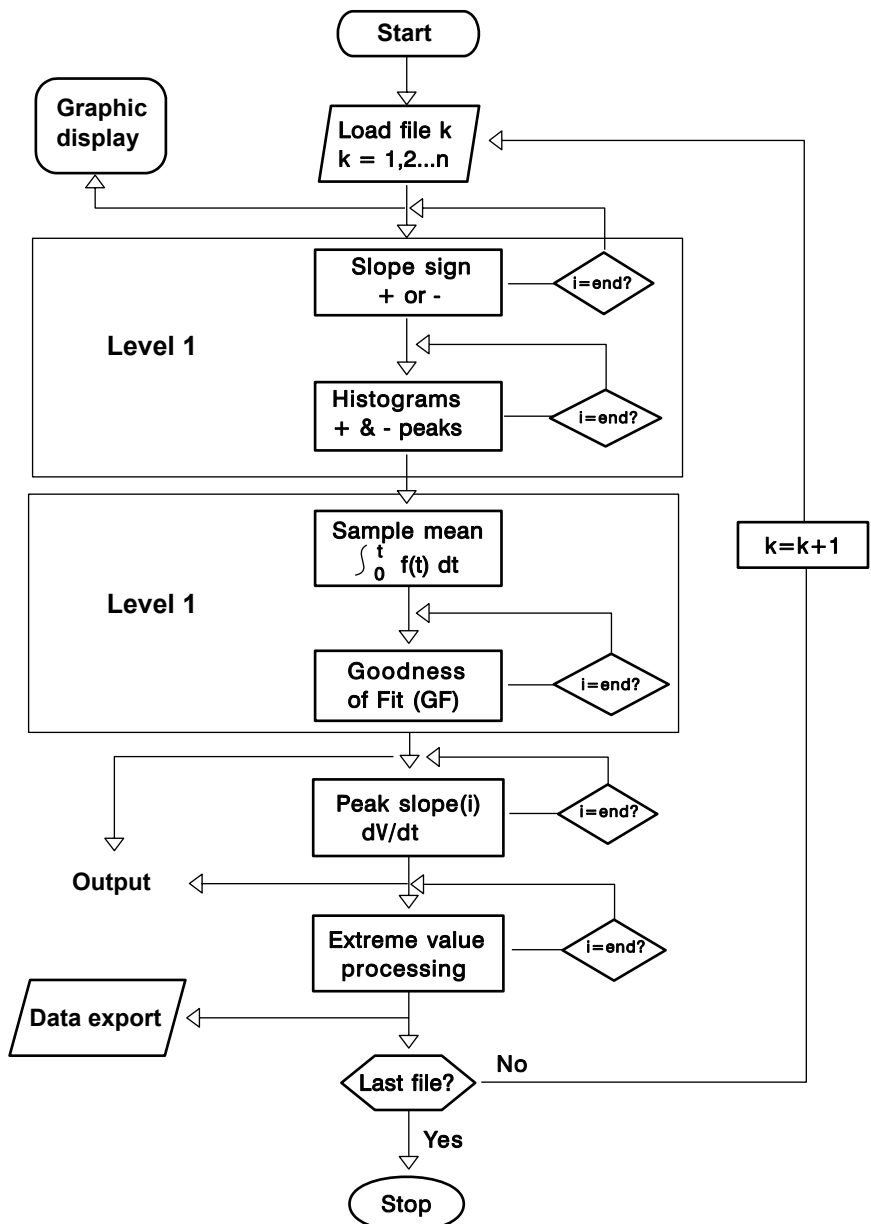 Start
Graphic
display
Load file k
k = 1,2...n
Slope sign
+ or -
i=end?
Level 1
Histograms
+ & - peaks
i=end?
Sample mean
∫₀ᵗ f(t) dt
k=k+1
Level 1
Goodness
of Fit (GF)
i=end?
Peak slope(i)
dV/dt
i=end?
Output
Extreme value
processing
i=end?
Data export
Last file?
No
Yes
Stop